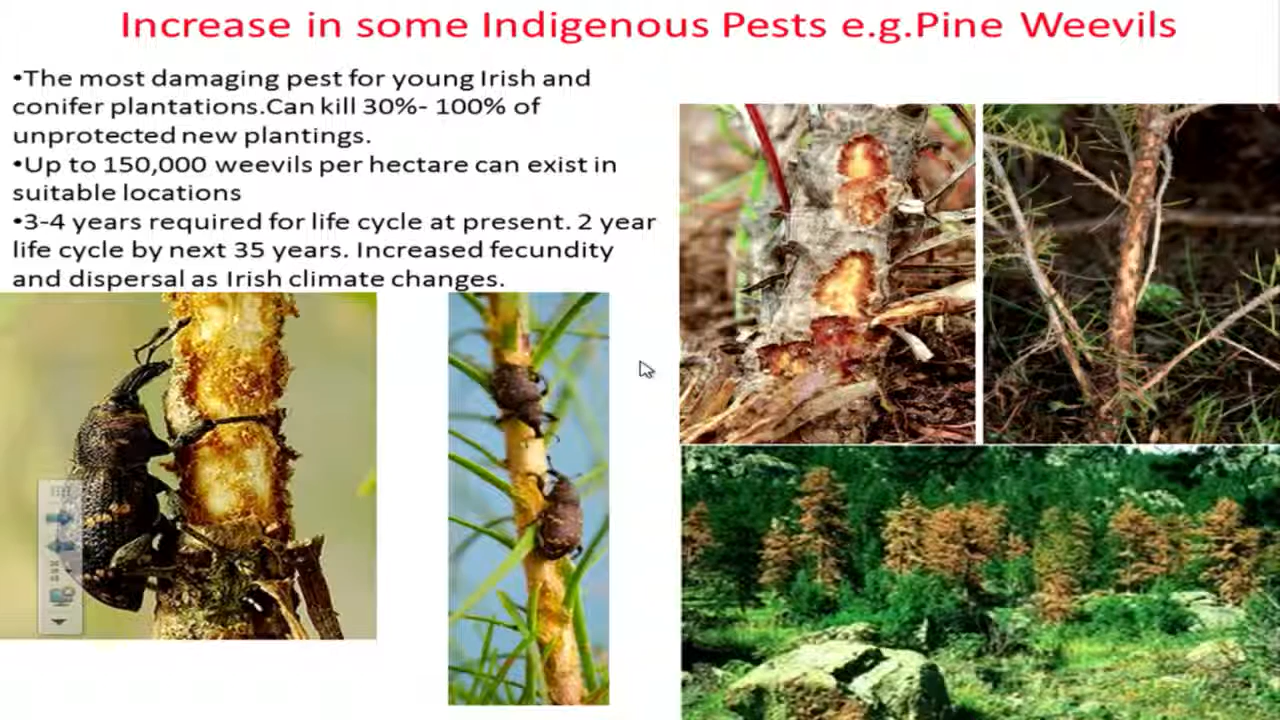 Increase in some Indigenous Pests e.g.Pine Weevils
•The most damaging pest for young Irish and
conifer plantations.Can kill 30%- 100% of
unprotected new plantings.
•Up to 150,000 weevils per hectare can exist in
suitable locations
•3-4 years required for life cycle at present. 2 year
life cycle by next 35 years. Increased fecundity
and dispersal as Irish climate changes.